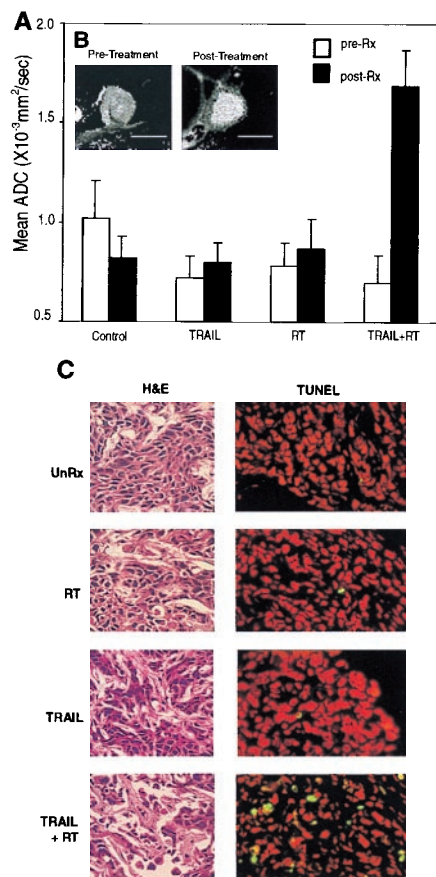 A
B
Pre-Treatment
Post-Treatment
pre-Rx
post-Rx
Mean ADC (X10-3mm2/sec)
2.0
1.5
1.0
0.5
Control
TRAIL
RT
TRAIL+RT
C
H&E
TUNEL
UnRx
RT
TRAIL
TRAIL
+ RT